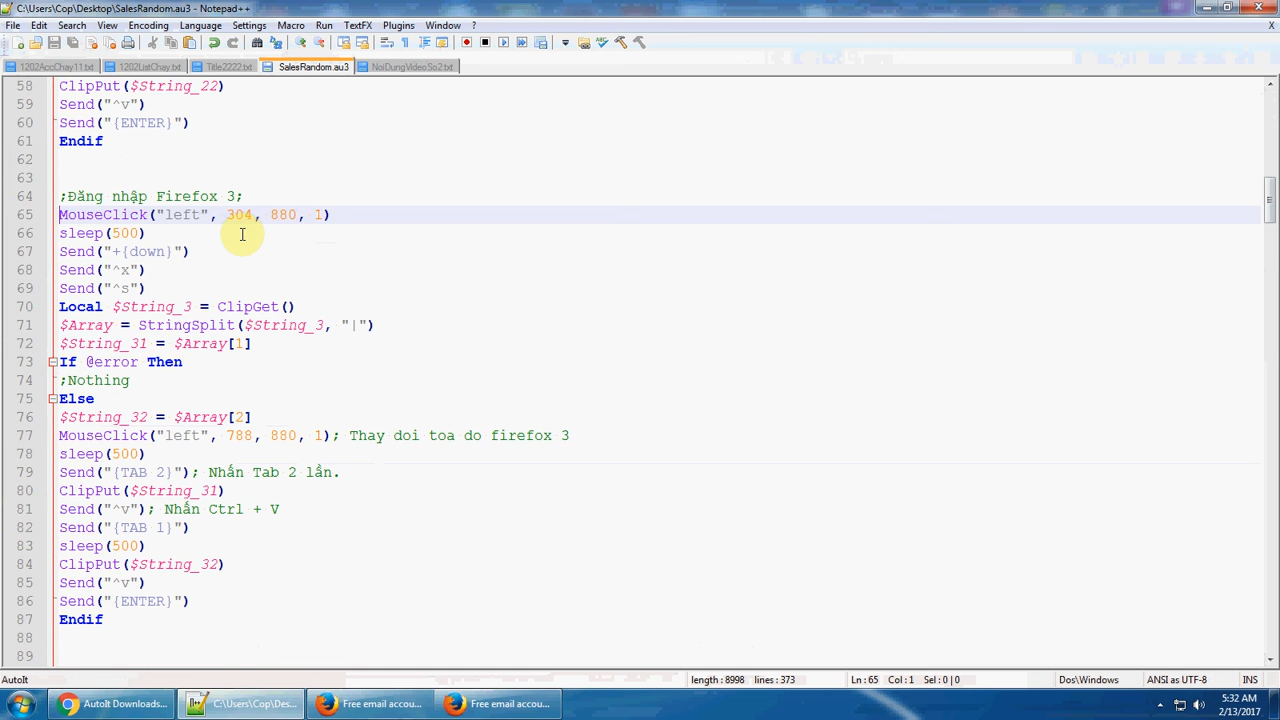 C:\Users\Cop\Desktop\SalesRandom.au3 - Notepad++
File Edit Search View Encoding Language Settings Macro Run TextFX Plugins Window ? X
1202AccChay11.txt 1202ListChay.txt Title2222.txt SalesRandom.au3 NoiDungVideoSo2.txt
58 ClipPut($String_22)
59 Send("^v")
60 Send("{ENTER}")
61 Endif
62
63
64 ;Đăng nhập Firefox 3;
65 MouseClick("left", 304, 880, 1)
66 sleep(500)
67 Send("+{down}")
68 Send("^x")
69 Send("^s")
70 Local $String_3 = ClipGet()
71 $Array = StringSplit($String_3, "|")
72 $String_31 = $Array[1]
73 If @error Then
74 ;Nothing
75 Else
76 $String_32 = $Array[2]
77 MouseClick("left", 788, 880, 1); Thay doi toa do firefox 3
78 sleep(500)
79 Send("{TAB 2}"); Nhấn Tab 2 lần.
80 ClipPut($String_31)
81 Send("^v"); Nhấn Ctrl + V
82 Send("{TAB 1}")
83 sleep(500)
84 ClipPut($String_32)
85 Send("^v")
86 Send("{ENTER}")
87 Endif
88
89
AutoIt length : 8998 lines : 373 Ln : 65 Col : 1 Sel : 0 | 0 Dos\Windows ANSI as UTF-8 INS
AutoIt Downloads... C:\Users\Cop\Des... Free email accou... Free email accou... 5:32 AM
2/13/2017